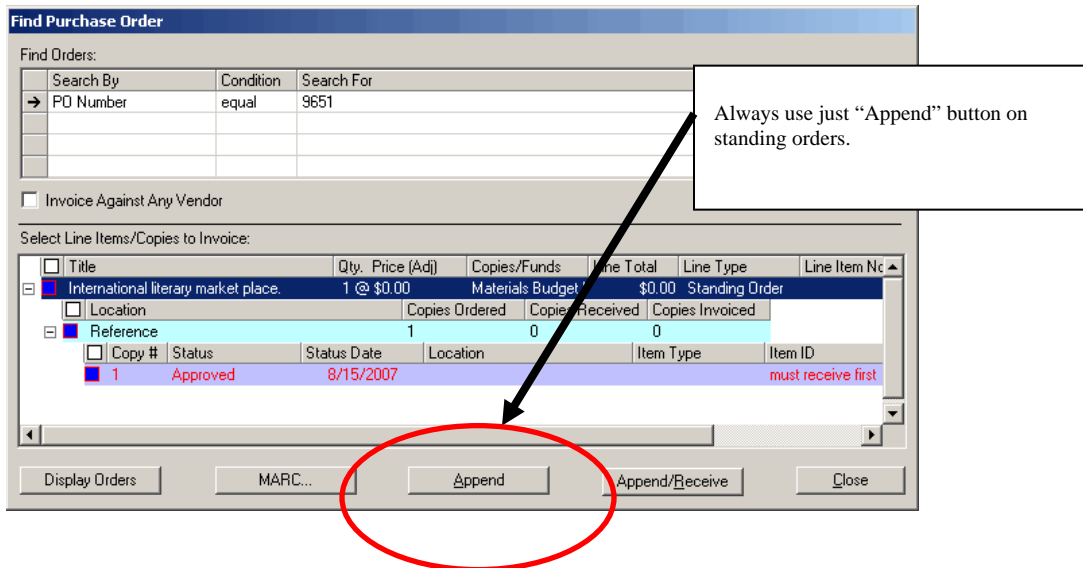 Find Purchase Order
Find Orders:
Search By Condition Search For
PO Number equal 9651
Always use just “Append” button on
standing orders.
Invoice Against Any Vendor
Select Line Items/Copies to Invoice:
Title Qty. Price (Adj) Copies/Funds Line Total Line Type Line Item No
International literary market place. 1 @ $0.00 Materials Budget $0.00 Standing Order
Location Copies Ordered Copies Received Copies Invoiced
Reference 1 0 0
Copy # Status Status Date Location Item Type Item ID
1 Approved 8/15/2007 must receive first
Display Orders MARC... Append Append/Receive Close